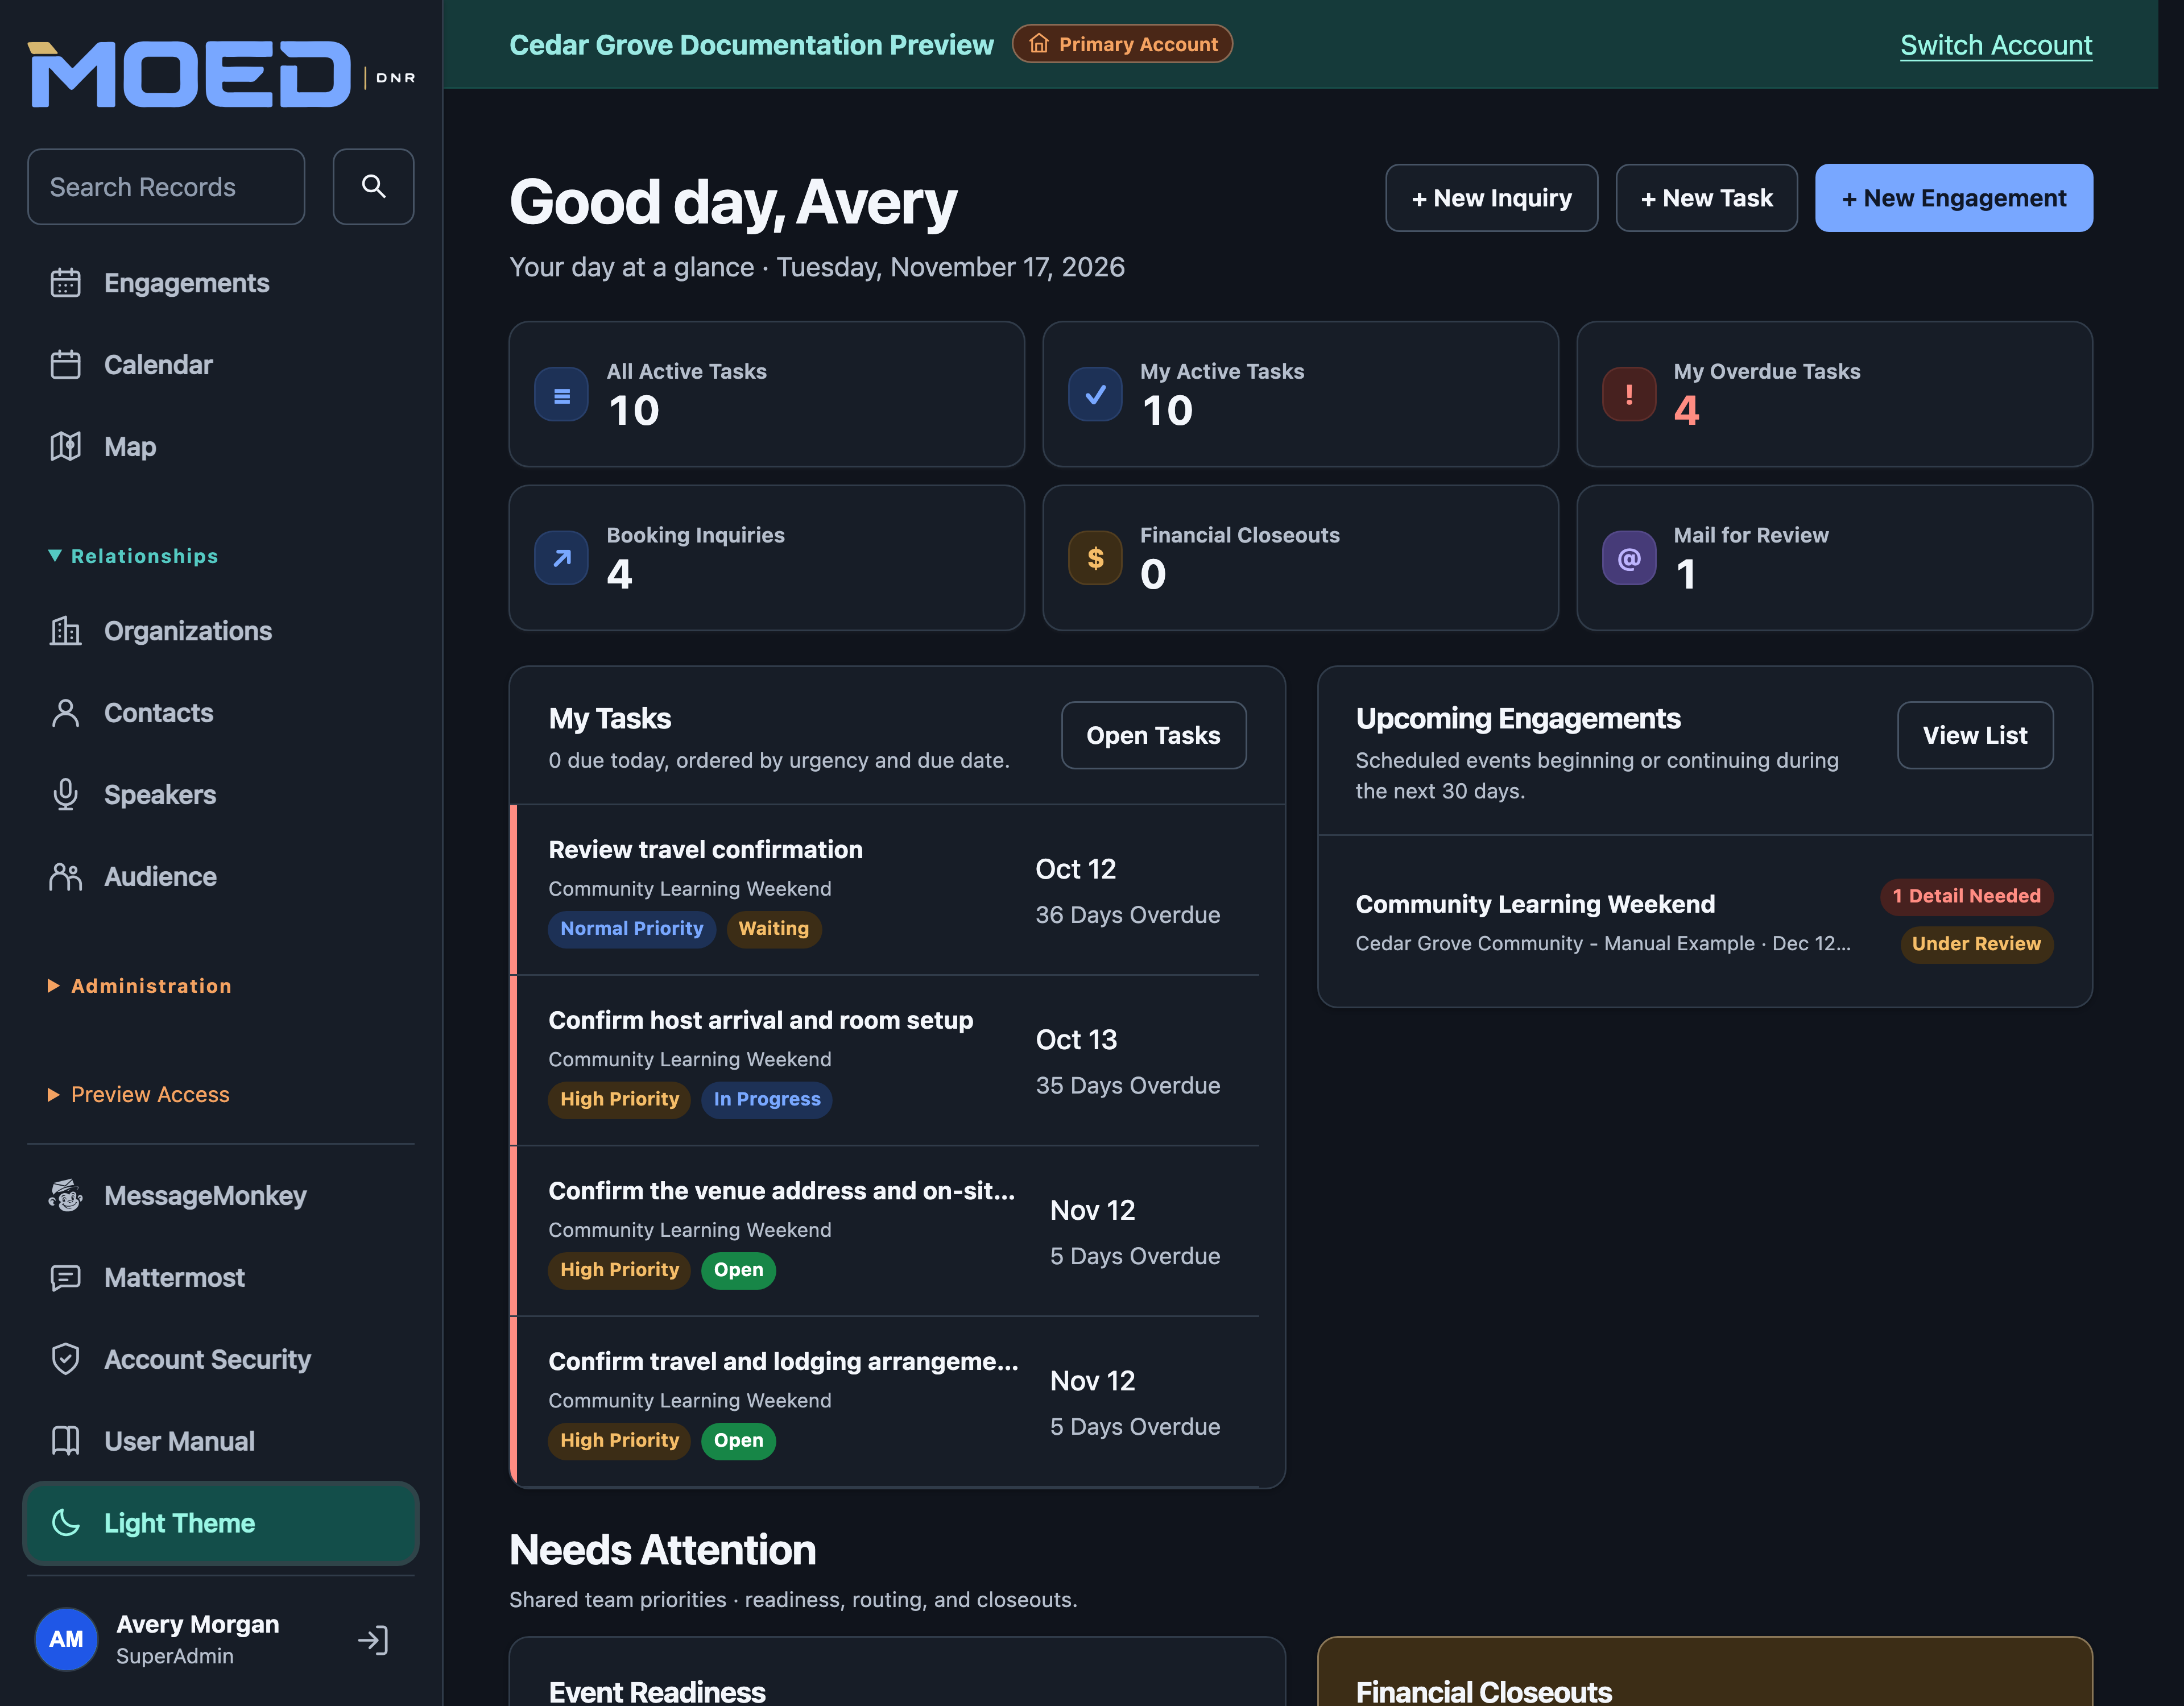 MOED | DNR
Search Records
Engagements
Calendar
Map
▼ Relationships
Organizations
Contacts
Speakers
Audience
▶ Administration
▶ Preview Access
MessageMonkey
Mattermost
Account Security
User Manual
Light Theme
AM
Avery Morgan
SuperAdmin
Cedar Grove Documentation Preview
Primary Account
Switch Account
Good day, Avery
Your day at a glance · Tuesday, November 17, 2026
+ New Inquiry
+ New Task
+ New Engagement
All Active Tasks
10
My Active Tasks
10
!
My Overdue Tasks
4
Booking Inquiries
4
$
Financial Closeouts
0
@
Mail for Review
1
My Tasks
0 due today, ordered by urgency and due date.
Open Tasks
Review travel confirmation
Community Learning Weekend
Normal Priority
Waiting
Oct 12
36 Days Overdue
Confirm host arrival and room setup
Community Learning Weekend
High Priority
In Progress
Oct 13
35 Days Overdue
Confirm the venue address and on-sit...
Community Learning Weekend
High Priority
Open
Nov 12
5 Days Overdue
Confirm travel and lodging arrangeme...
Community Learning Weekend
High Priority
Open
Nov 12
5 Days Overdue
Upcoming Engagements
Scheduled events beginning or continuing during
the next 30 days.
View List
Community Learning Weekend
Cedar Grove Community - Manual Example · Dec 12...
1 Detail Needed
Under Review
Needs Attention
Shared team priorities · readiness, routing, and closeouts.
Event Readiness
Financial Closeouts